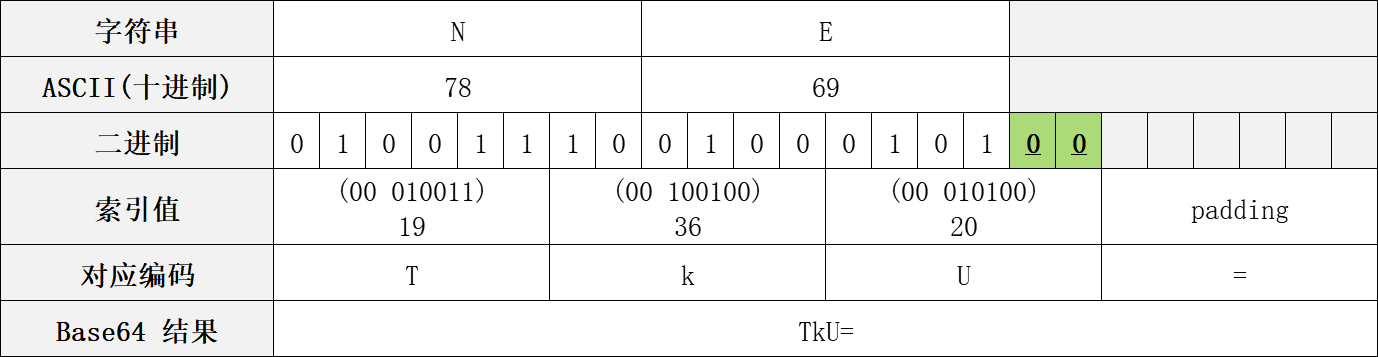 字符串 N E
ASCII(十进制) 78 69
二进制 0 1 0 0 1 1 1 0 0 1 0 0 0 1 0 1 0 0
索引值 (00 010011) 19 (00 100100) 36 (00 010100) 20 padding
对应编码 T k U =
Base64 结果 TkU=